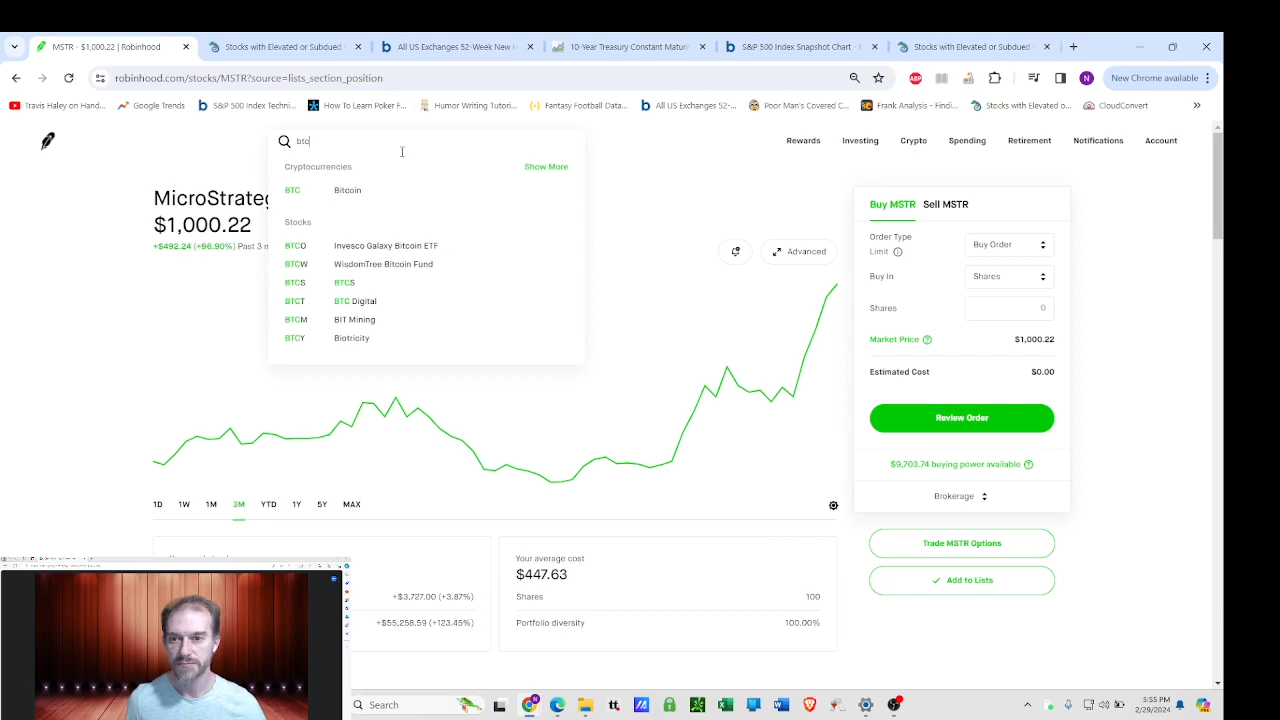 MSTR - $1,000.22 | Robinhood
Stocks with Elevated or Subdued
All US Exchanges 52-Week New
10-Year Treasury Constant Matur
S&P 500 Index Snapshot Chart -
Stocks with Elevated or Subdued
robinhood.com/stocks/MSTR?source=lists_section_position
New Chrome available
Travis Haley on Hand...
Google Trends
S&P 500 Index Techni...
How To Learn Poker F...
Humor Writing Tutori...
Fantasy Football Data...
All US Exchanges 52-...
Poor Man's Covered C...
Frank Analysis - Findi...
Stocks with Elevated o...
CloudConvert
btc
Rewards
Investing
Crypto
Spending
Retirement
Notifications
Account
Cryptocurrencies
Show More
BTC Bitcoin
Stocks
BTCO Invesco Galaxy Bitcoin ETF
BTCW WisdomTree Bitcoin Fund
BTCS BTCS
BTCT BTC Digital
BTCM BIT Mining
BTCY Biotricity
MicroStrateg
$1,000.22
+$492.24 (+96.90%) Past 3 m
Advanced
Buy MSTR
Sell MSTR
Order Type
Limit
Buy Order
Buy In
Shares
Shares
0
Market Price
$1,000.22
Estimated Cost
$0.00
Review Order
$9,703.74 buying power available
Brokerage
Trade MSTR Options
Add to Lists
1D
1W
1M
3M
YTD
1Y
5Y
MAX
+$3,727.00 (+3.87%)
+$55,258.59 (+123.45%)
Your average cost
$447.63
Shares
100
Portfolio diversity
100.00%
Search
5:55 PM
2/29/2024